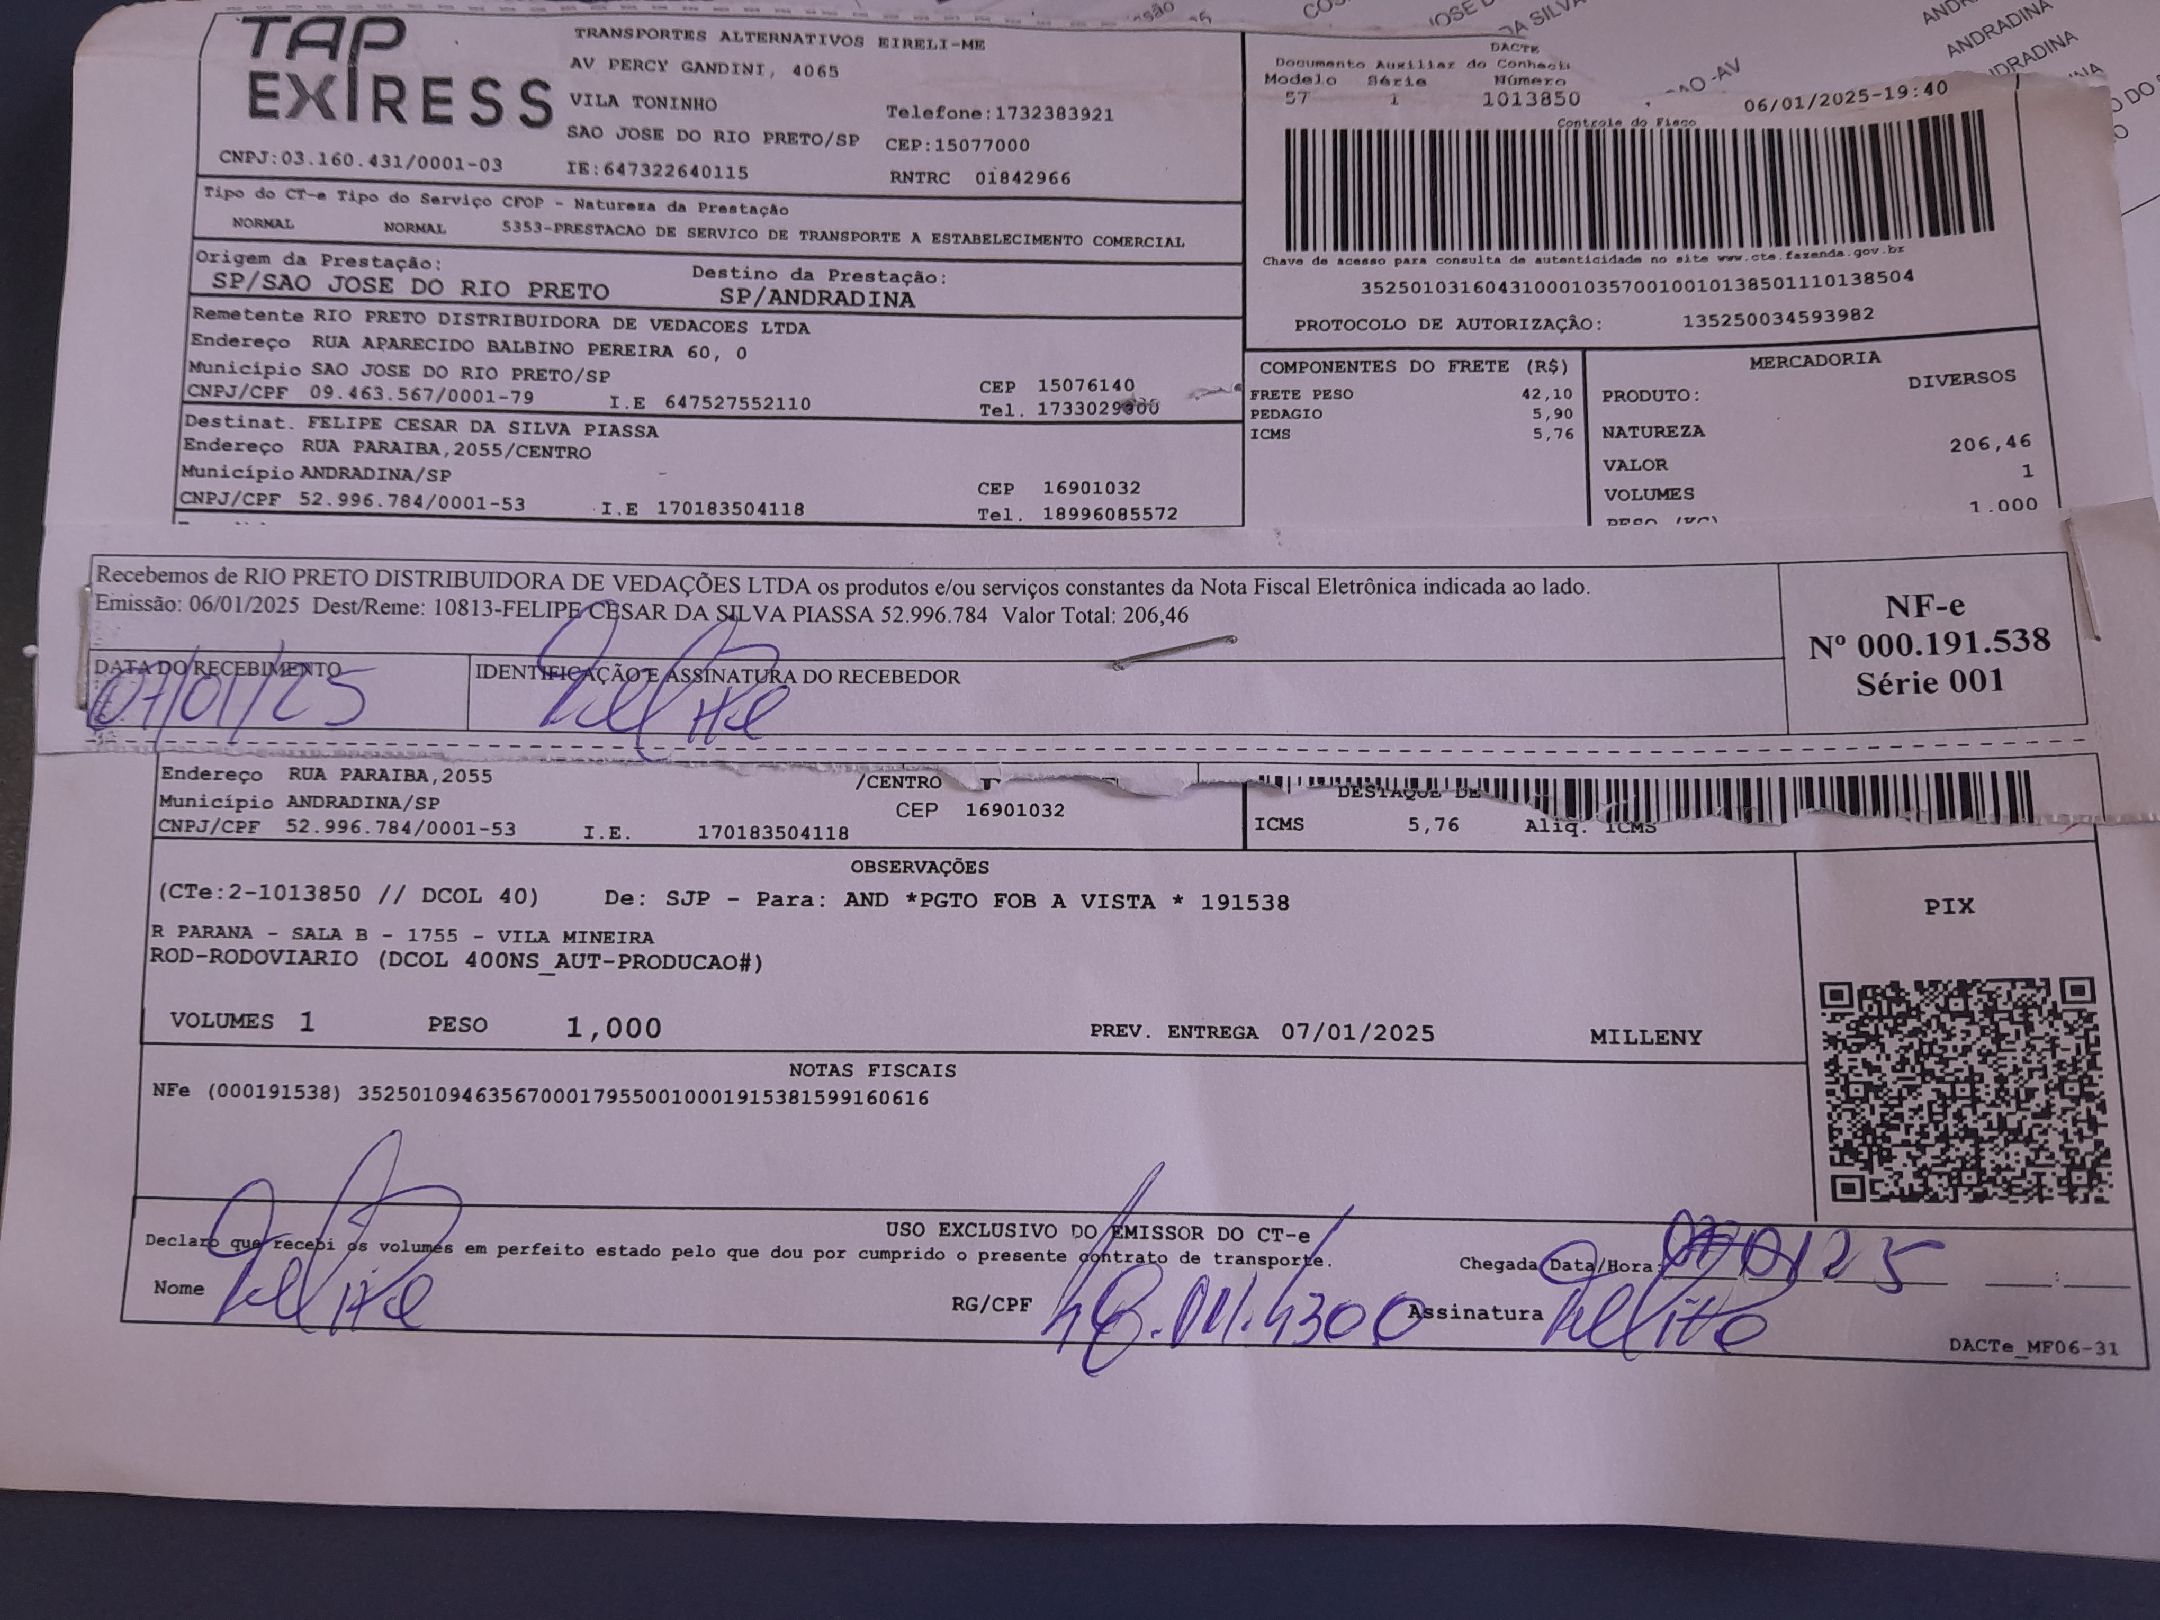 TAP
EXPRESS
TRANSPORTES ALTERNATIVOS EIRELI-ME
AV PERCY GANDINI, 4065
VILA TONINHO
Telefone:1732383921
SAO JOSE DO RIO PRETO/SP CEP:15077000
CNPJ:03.160.431/0001-03 IE:647322640115 RNTRC 01842966
DACTE
Documento Auxiliar do Conheci
Modelo Série Número
57 1 1013850 06/01/2025-19:40
Controle do Fisco
Chave de acesso para consulta de autenticidade no site www.cte.fazenda.gov.br
35250103160431000103570010010138501110138504
PROTOCOLO DE AUTORIZAÇÃO: 135250034593982
Tipo do CT-e Tipo do Serviço CFOP - Natureza da Prestação
NORMAL NORMAL 5353-PRESTACAO DE SERVICO DE TRANSPORTE A ESTABELECIMENTO COMERCIAL
Origem da Prestação: Destino da Prestação:
SP/SAO JOSE DO RIO PRETO SP/ANDRADINA
Remetente RIO PRETO DISTRIBUIDORA DE VEDACOES LTDA
Endereço RUA APARECIDO BALBINO PEREIRA 60, 0
Município SAO JOSE DO RIO PRETO/SP CEP 15076140
CNPJ/CPF 09.463.567/0001-79 I.E 647527552110 Tel. 1733029300
Destinat. FELIPE CESAR DA SILVA PIASSA
Endereço RUA PARAIBA,2055/CENTRO
Município ANDRADINA/SP CEP 16901032
CNPJ/CPF 52.996.784/0001-53 I.E 170183504118 Tel. 18996085572
COMPONENTES DO FRETE (R$)
FRETE PESO 42,10
PEDAGIO 5,90
ICMS 5,76
MERCADORIA
PRODUTO: DIVERSOS
NATUREZA
VALOR 206,46
VOLUMES 1
PESO (KG) 1.000
Recebemos de RIO PRETO DISTRIBUIDORA DE VEDAÇÕES LTDA os produtos e/ou serviços constantes da Nota Fiscal Eletrônica indicada ao lado.
Emissão: 06/01/2025 Dest/Reme: 10813-FELIPE CESAR DA SILVA PIASSA 52.996.784 Valor Total: 206,46
DATA DO RECEBIMENTO IDENTIFICAÇÃO E ASSINATURA DO RECEBEDOR
07/01/25 Felipe
NF-e
Nº 000.191.538
Série 001
Endereço RUA PARAIBA,2055 /CENTRO
Município ANDRADINA/SP CEP 16901032
CNPJ/CPF 52.996.784/0001-53 I.E. 170183504118
DESTAQUE DE
ICMS 5,76 Aliq. ICMS
OBSERVAÇÕES
(CTe:2-1013850 // DCOL 40) De: SJP - Para: AND *PGTO FOB A VISTA * 191538
R PARANA - SALA B - 1755 - VILA MINEIRA
ROD-RODOVIARIO (DCOL 400NS_AUT-PRODUCAO#)
VOLUMES 1 PESO 1,000 PREV. ENTREGA 07/01/2025 MILLENY
PIX
NOTAS FISCAIS
NFe (000191538) 35250109463567000179550010001915381599160616
USO EXCLUSIVO DO EMISSOR DO CT-e
Declaro que recebi os volumes em perfeito estado pelo que dou por cumprido o presente contrato de transporte.
Chegada Data/Hora: 07/01/25 :
Nome Felipe RG/CPF Assinatura Felipe
DACTe_MF06-31